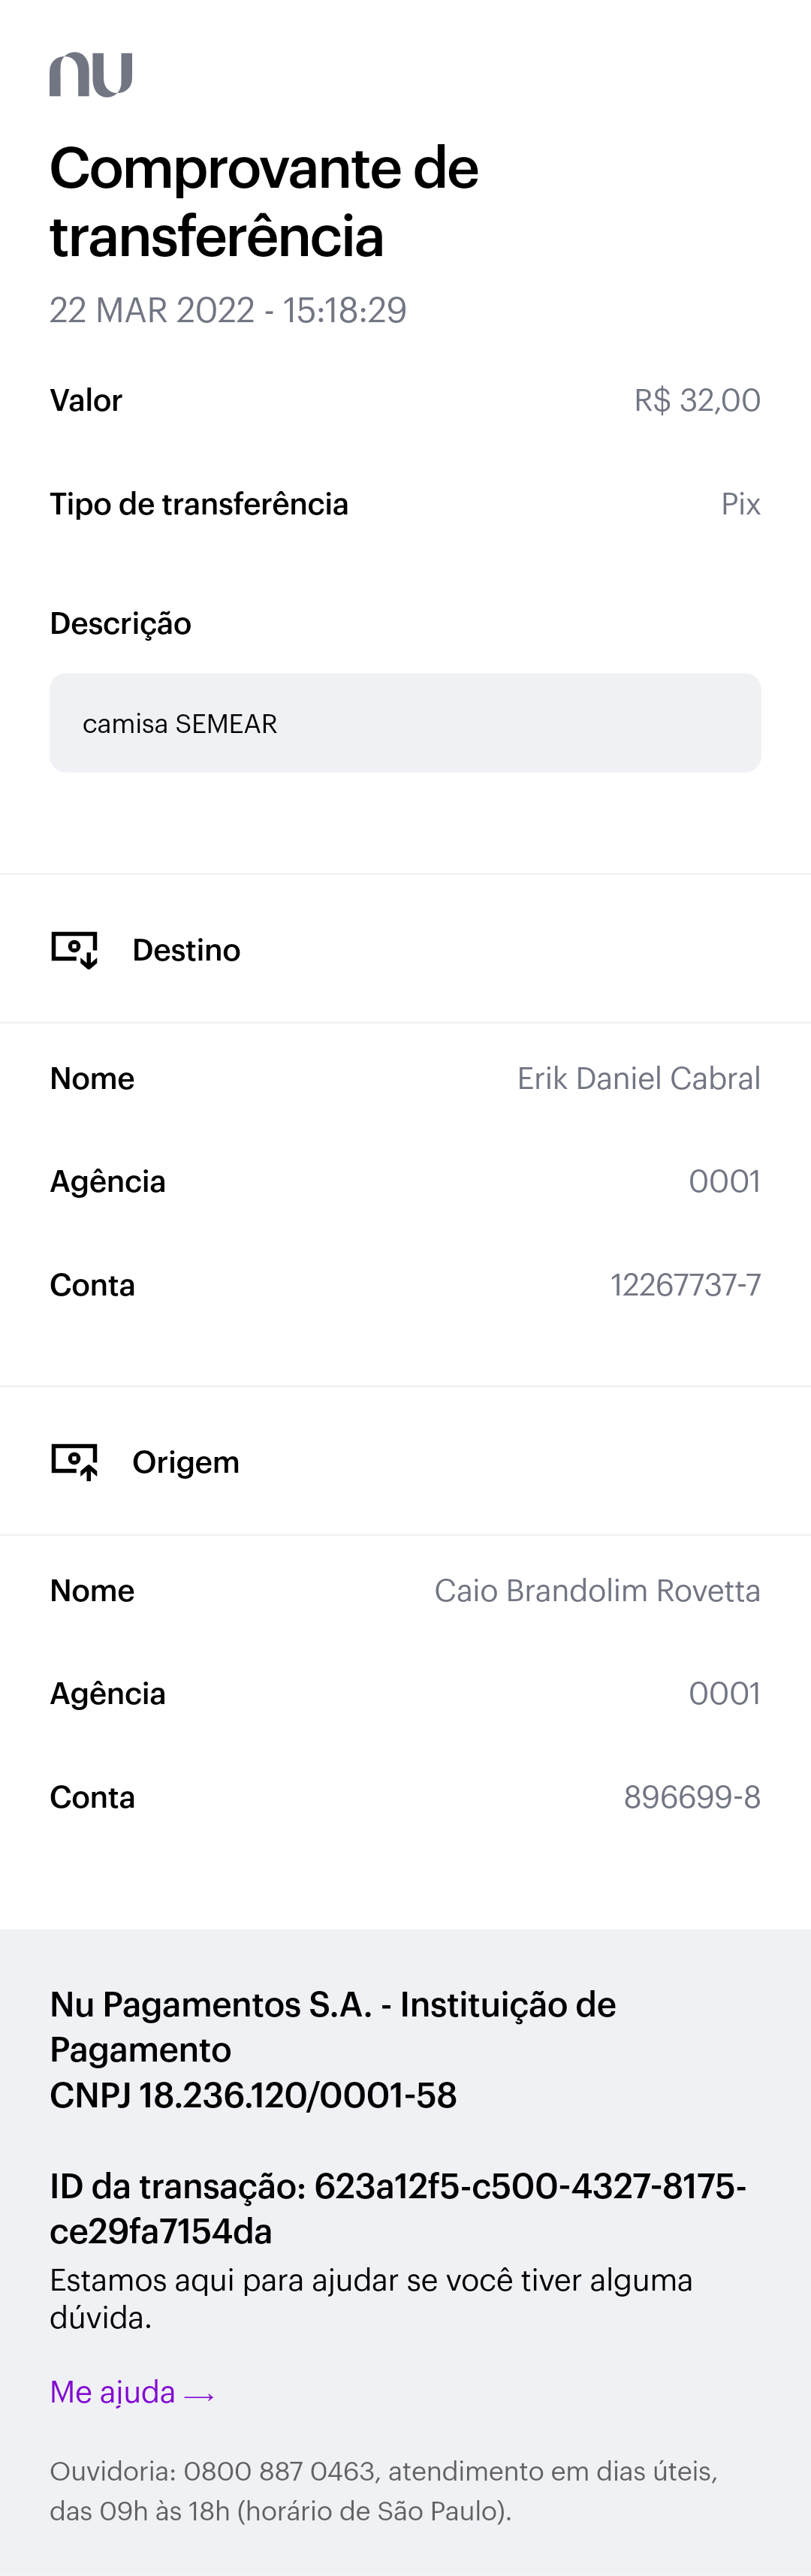 nu
Comprovante de
transferência
22 MAR 2022 - 15:18:29
Valor R$ 32,00
Tipo de transferência Pix
Descrição
camisa SEMEAR
Destino
Nome Erik Daniel Cabral
Agência 0001
Conta 12267737-7
Origem
Nome Caio Brandolim Rovetta
Agência 0001
Conta 896699-8
Nu Pagamentos S.A. - Instituição de
Pagamento
CNPJ 18.236.120/0001-58
ID da transação: 623a12f5-c500-4327-8175-
ce29fa7154da
Estamos aqui para ajudar se você tiver alguma
dúvida.
Me ajuda →
Ouvidoria: 0800 887 0463, atendimento em dias úteis,
das 09h às 18h (horário de São Paulo).